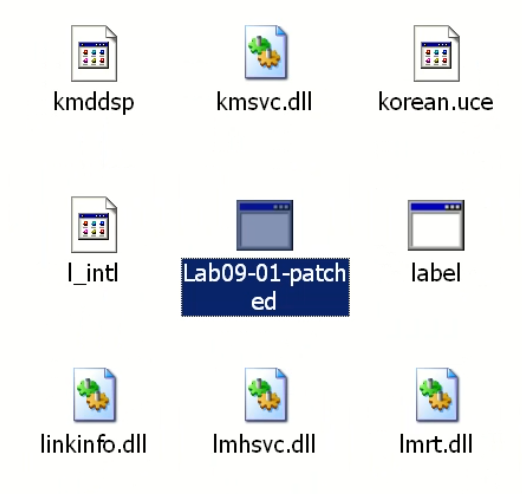 kmddsp
kmsvc.dll
korean.uce
l_intl
Lab09-01-patch
ed
label
linkinfo.dll
lmhsvc.dll
lmrt.dll